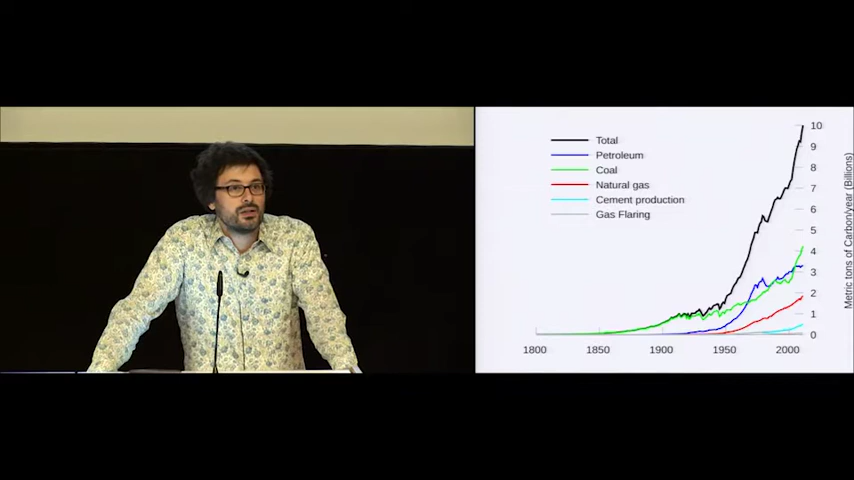 Total
Petroleum
Coal
Natural gas
Cement production
Gas Flaring
10
9
8
7
6
5
4
3
2
1
0
Metric tons of Carbon/year (Billions)
1800 1850 1900 1950 2000